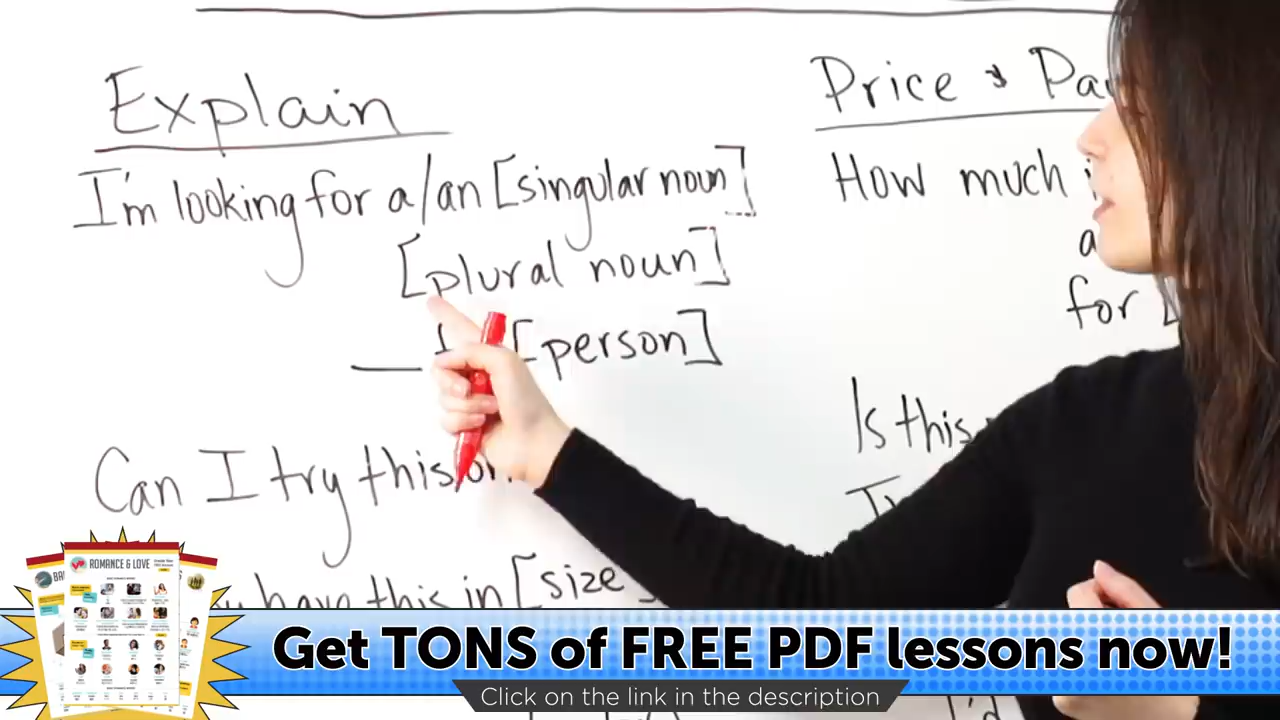 Explain
I'm looking for a/an [singular noun]
[plural noun]
[person]
Can I try this on
have this in [size
Price & Pa
How much
a
for [
Is this
I'd
ROMANCE & LOVE
Get TONS of FREE PDF lessons now!
Click on the link in the description